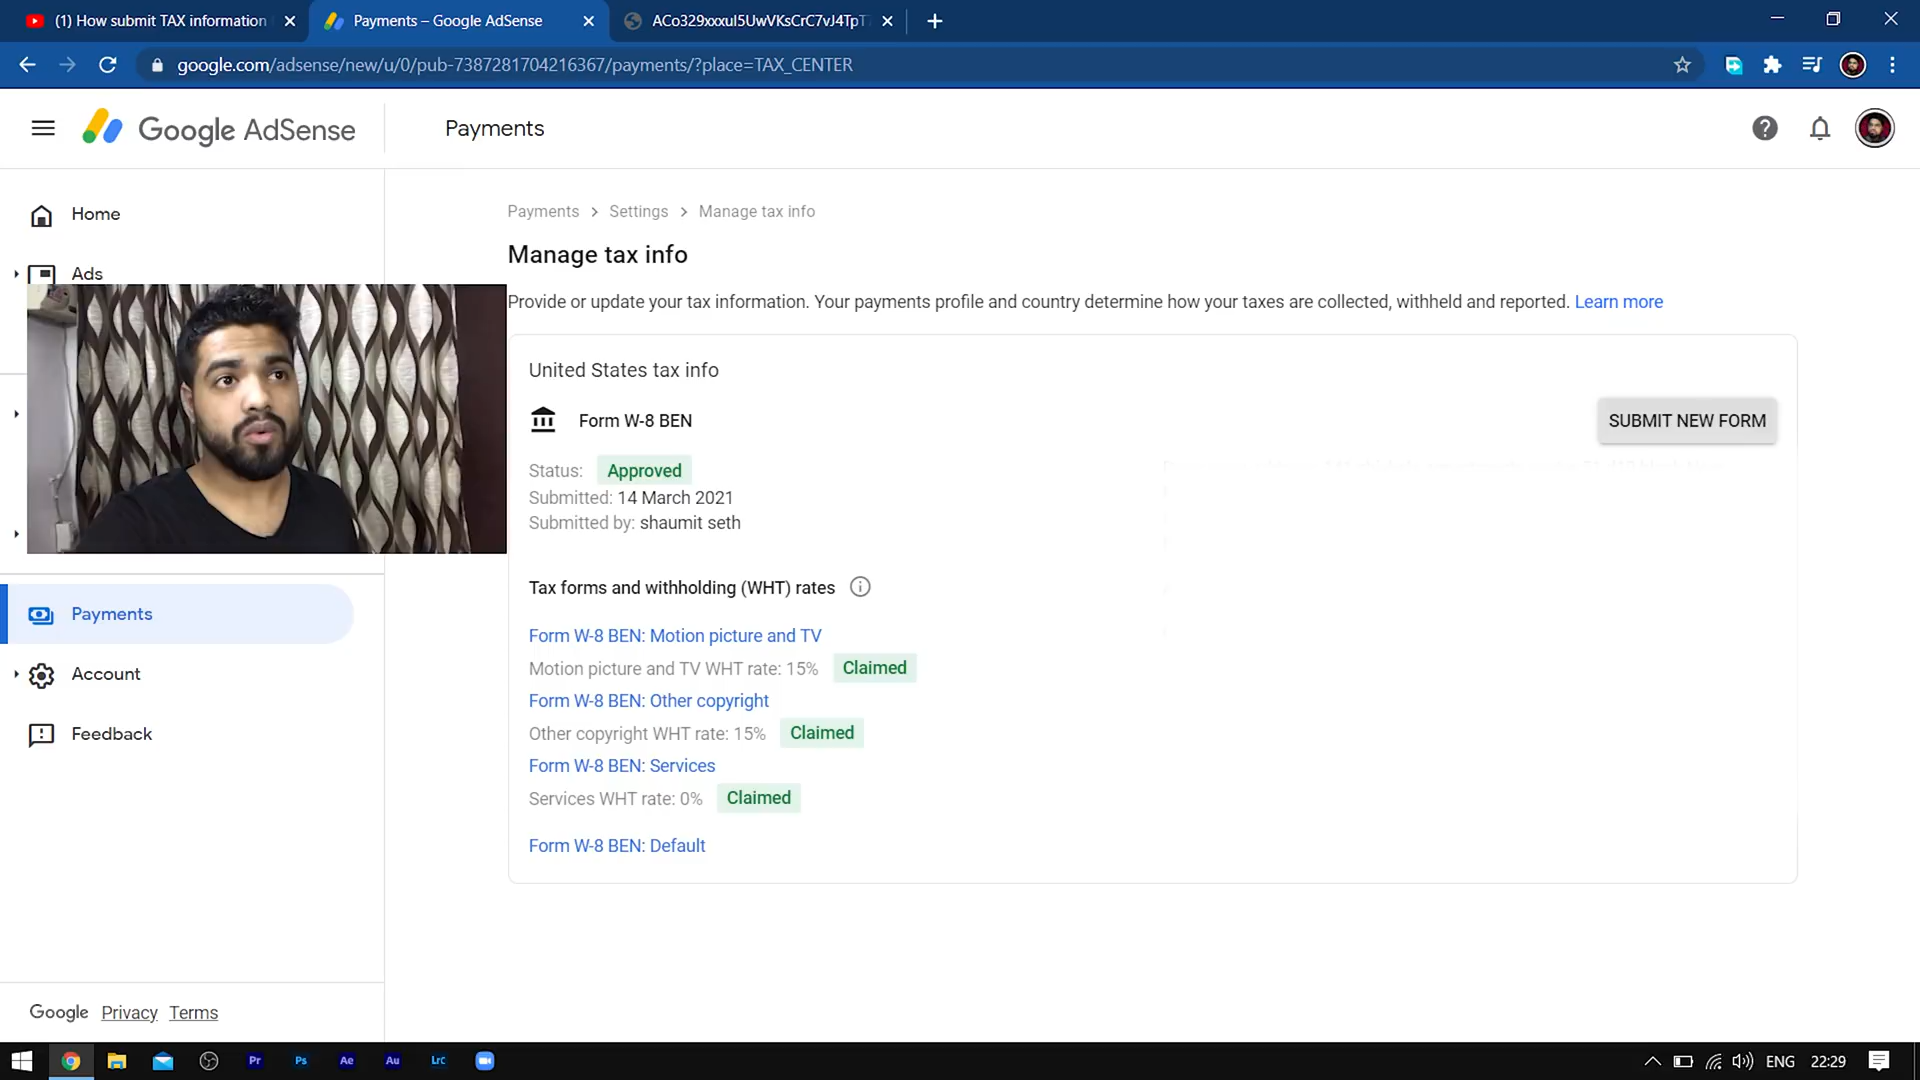 (1) How submit TAX information
Payments – Google AdSense
ACo329xxxul5UwVKsCrC7vJ4TpT
google.com/adsense/new/u/0/pub-7387281704216367/payments/?place=TAX_CENTER
Google AdSense
Payments
Home
Ads
Payments
Account
Feedback
Google Privacy Terms
Payments > Settings > Manage tax info
Manage tax info
Provide or update your tax information. Your payments profile and country determine how your taxes are collected, withheld and reported. Learn more
United States tax info
Form W-8 BEN
SUBMIT NEW FORM
Status: Approved
Submitted: 14 March 2021
Submitted by: shaumit seth
Tax forms and withholding (WHT) rates
Form W-8 BEN: Motion picture and TV
Motion picture and TV WHT rate: 15% Claimed
Form W-8 BEN: Other copyright
Other copyright WHT rate: 15% Claimed
Form W-8 BEN: Services
Services WHT rate: 0% Claimed
Form W-8 BEN: Default
Pr Ps Ae Au Lrc
ENG 22:29